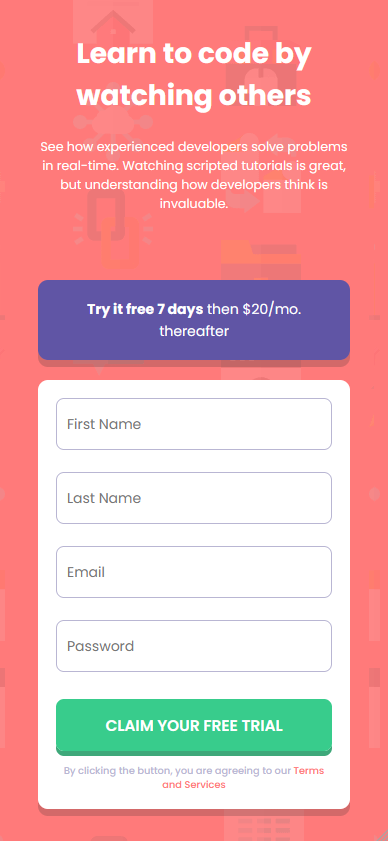 Learn to code by
watching others
See how experienced developers solve problems
in real-time. Watching scripted tutorials is great,
but understanding how developers think is
invaluable.
Try it free 7 days then $20/mo.
thereafter
First Name
Last Name
Email
Password
CLAIM YOUR FREE TRIAL
By clicking the button, you are agreeing to our Terms
and Services